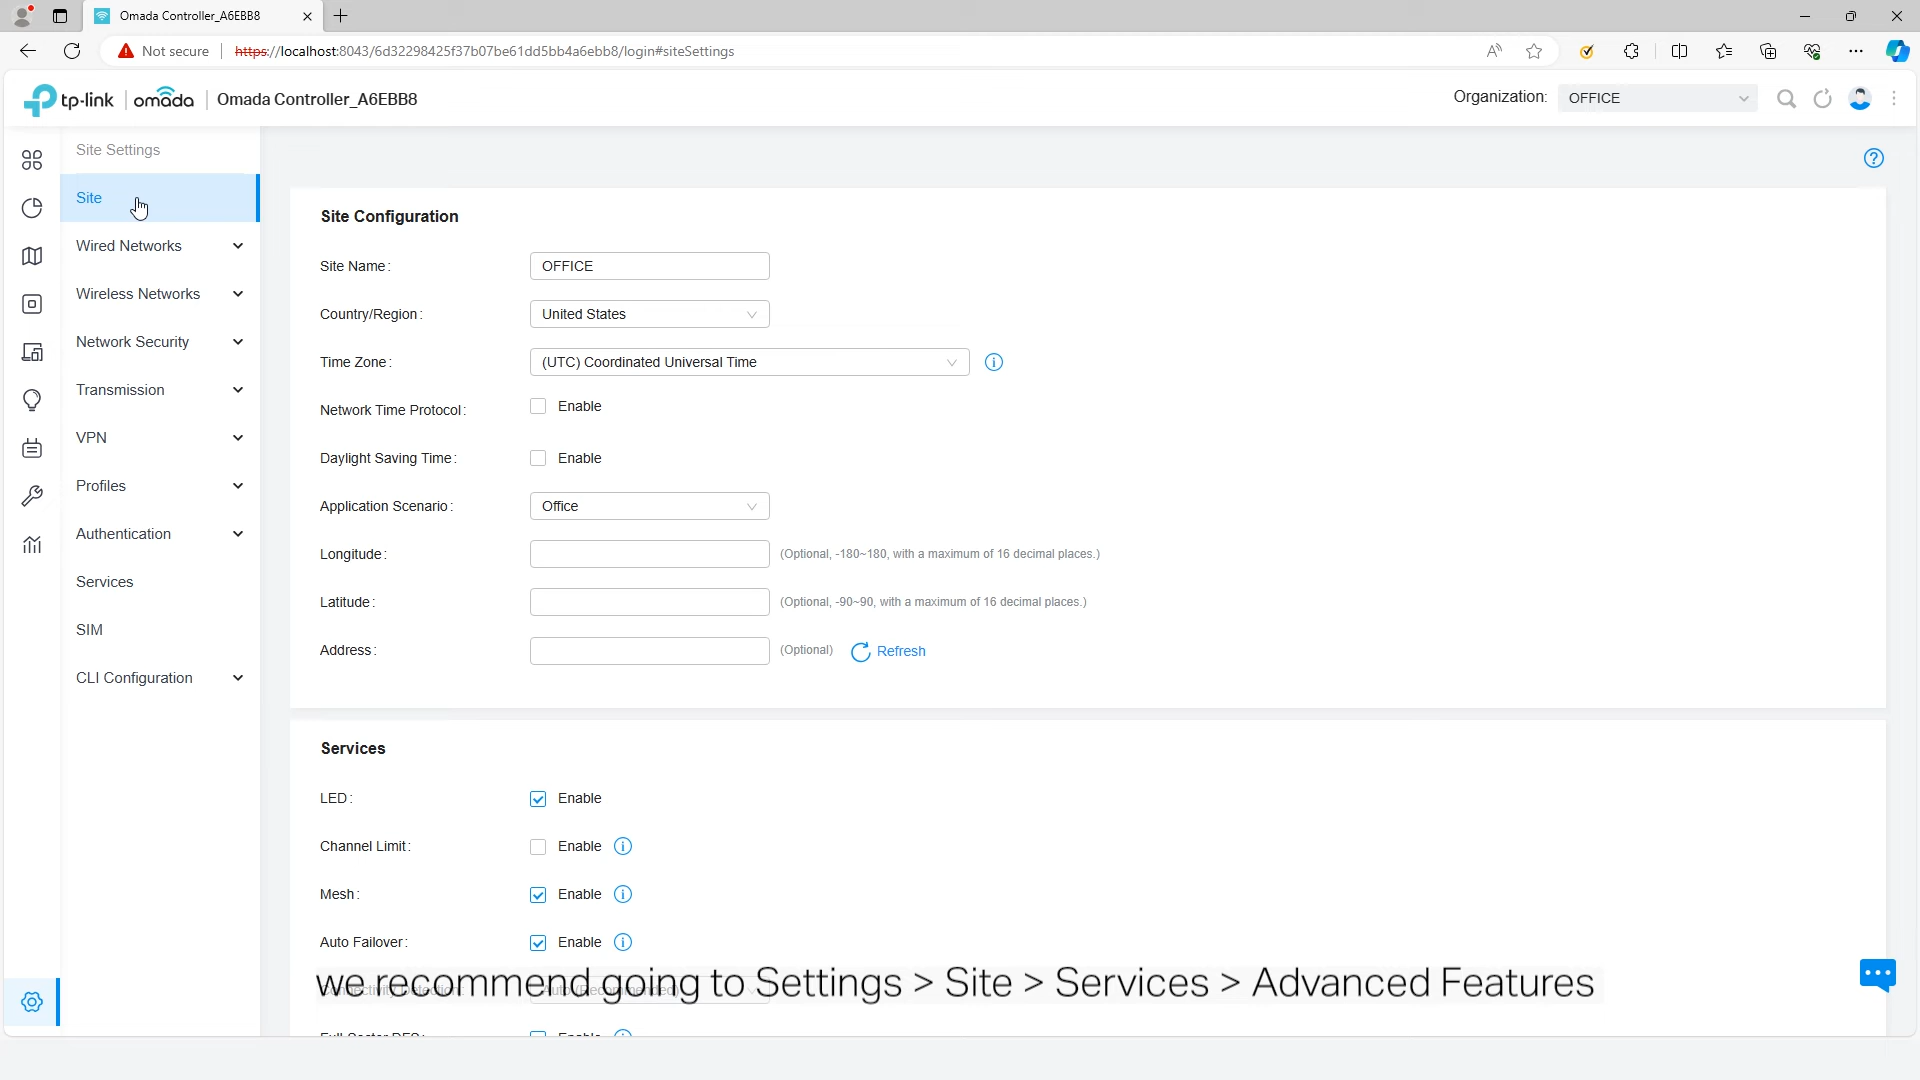 Omada Controller_A6EBB8
Not secure
https://localhost:8043/6d32298425f37b07be61dd5bb4a6ebb8/login#siteSettings
tp-link
omada
Omada Controller_A6EBB8
Organization:
OFFICE
Site Settings
Site
Wired Networks
Wireless Networks
Network Security
Transmission
VPN
Profiles
Authentication
Services
SIM
CLI Configuration
Site Configuration
Site Name:
OFFICE
Country/Region:
United States
Time Zone:
(UTC) Coordinated Universal Time
Network Time Protocol:
Enable
Daylight Saving Time:
Enable
Application Scenario:
Office
Longitude:
(Optional, -180~180, with a maximum of 16 decimal places.)
Latitude:
(Optional, -90~90, with a maximum of 16 decimal places.)
Address:
(Optional)
Refresh
Services
LED:
Enable
Channel Limit:
Enable
Mesh:
Enable
Auto Failover:
Enable
we recommend going to Settings > Site > Services > Advanced Features